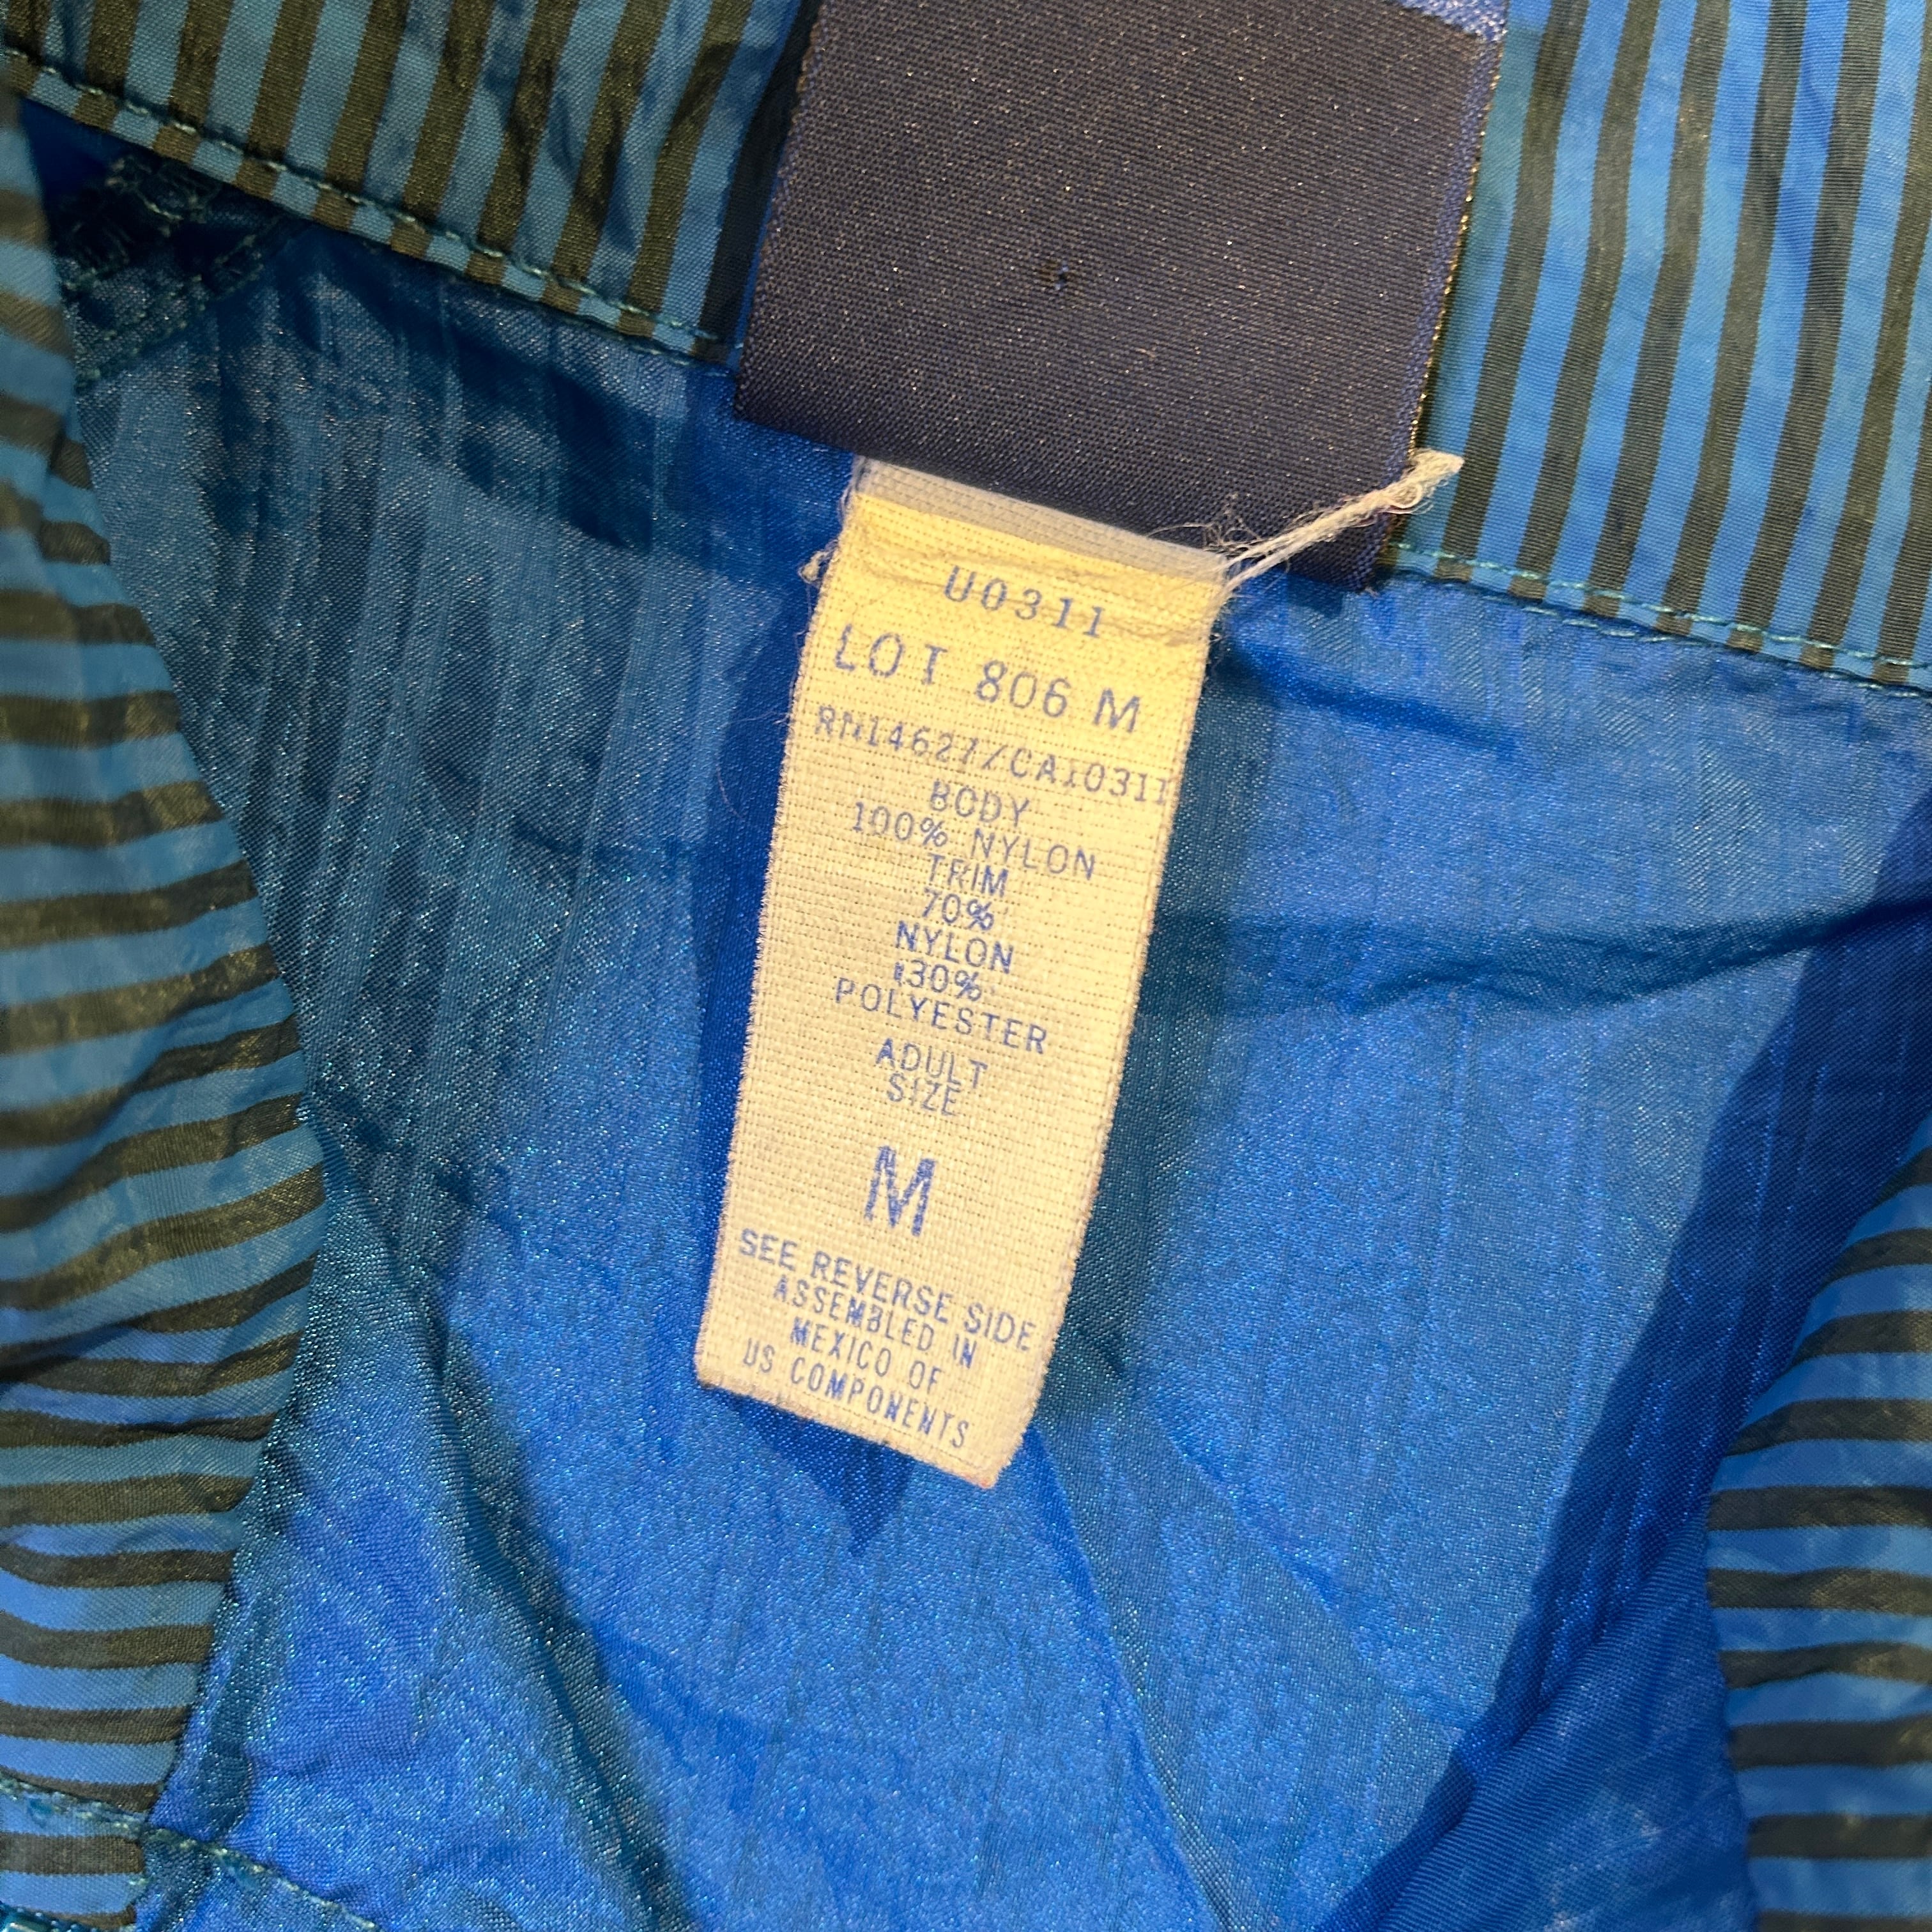 U0311
LOT 806 M
RN14627/CA10311
BODY
100% NYLON
TRIM
70%
NYLON
30%
POLYESTER
ADULT
SIZE
M
SEE REVERSE SIDE
ASSEMBLED IN
MEXICO OF
US COMPONENTS